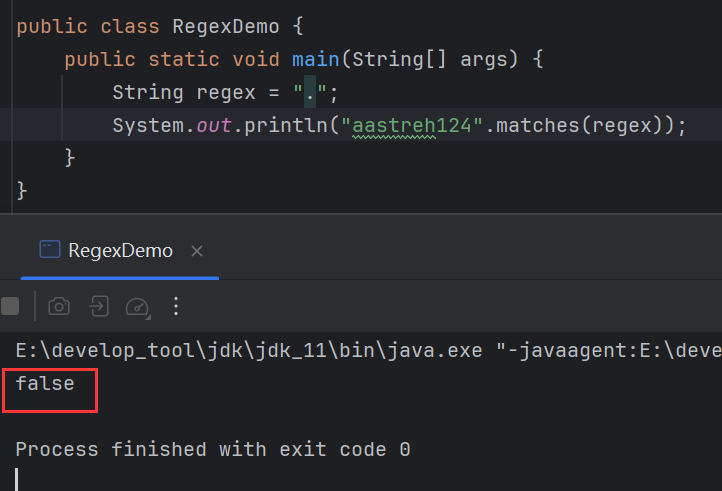 public class RegexDemo {
    public static void main(String[] args) {
        String regex = ".";
        System.out.println("aastreh124".matches(regex));
    }
}
RegexDemo ×
E:\develop_tool\jdk\jdk_11\bin\java.exe "-javaagent:E:\deve
false
Process finished with exit code 0